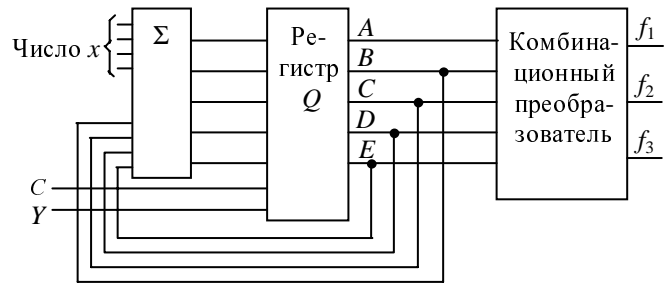 Число x
Σ
Ре-
гистр
Q
A
B
C
D
E
Комбина-
ционный
преобра-
зователь
f1
f2
f3
C
Y